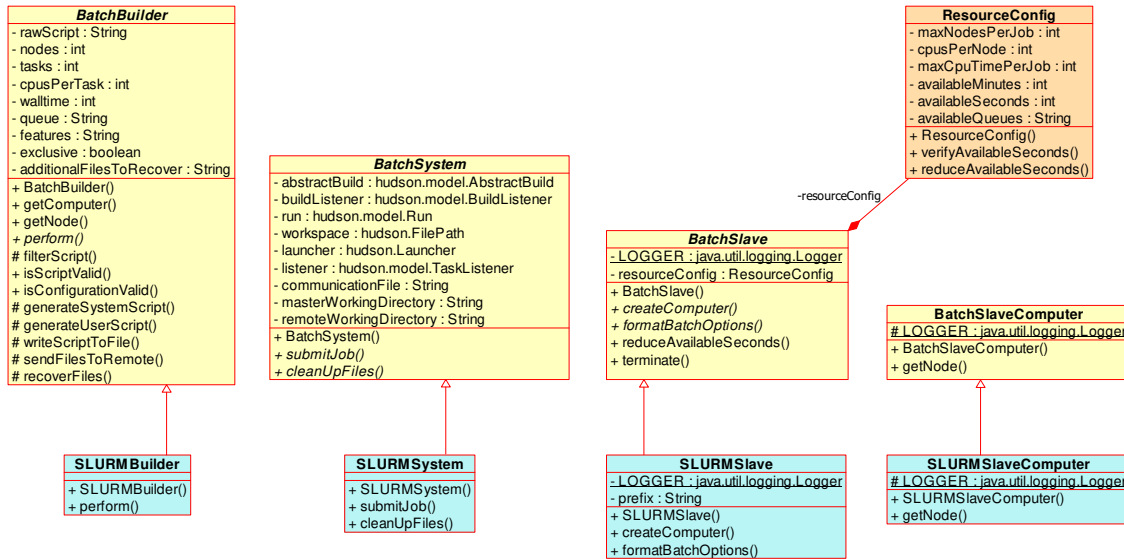 BatchBuilder
- rawScript : String
- nodes : int
- tasks : int
- cpusPerTask : int
- walltime : int
- queue : String
- features : String
- exclusive : boolean
- additionalFilesToRecover : String
+ BatchBuilder()
+ getComputer()
+ getNode()
+ perform()
# filterScript()
+ isScriptValid()
+ isConfigurationValid()
# generateSystemScript()
# generateUserScript()
# writeScriptToFile()
# sendFilesToRemote()
# recoverFiles()
BatchSystem
- abstractBuild : hudson.model.AbstractBuild
- buildListener : hudson.model.BuildListener
- run : hudson.model.Run
- workspace : hudson.FilePath
- launcher : hudson.Launcher
- listener : hudson.model.TaskListener
- communicationFile : String
- masterWorkingDirectory : String
- remoteWorkingDirectory : String
+ BatchSystem()
+ submitJob()
+ cleanUpFiles()
ResourceConfig
- maxNodesPerJob : int
- cpusPerNode : int
- maxCpuTimePerJob : int
- availableMinutes : int
- availableSeconds : int
- availableQueues : String
+ ResourceConfig()
+ verifyAvailableSeconds()
+ reduceAvailableSeconds()
-resourceConfig
BatchSlave
- LOGGER : java.util.logging.Logger
- resourceConfig : ResourceConfig
+ BatchSlave()
+ createComputer()
+ formatBatchOptions()
+ reduceAvailableSeconds()
+ terminate()
BatchSlaveComputer
# LOGGER : java.util.logging.Logger
+ BatchSlaveComputer()
+ getNode()
SLURMBuilder
+ SLURMBuilder()
+ perform()
SLURMSystem
+ SLURMSystem()
+ submitJob()
+ cleanUpFiles()
SLURMSlave
- LOGGER : java.util.logging.Logger
- prefix : String
+ SLURMSlave()
+ createComputer()
+ formatBatchOptions()
SLURMSlaveComputer
# LOGGER : java.util.logging.Logger
+ SLURMSlaveComputer()
+ getNode()